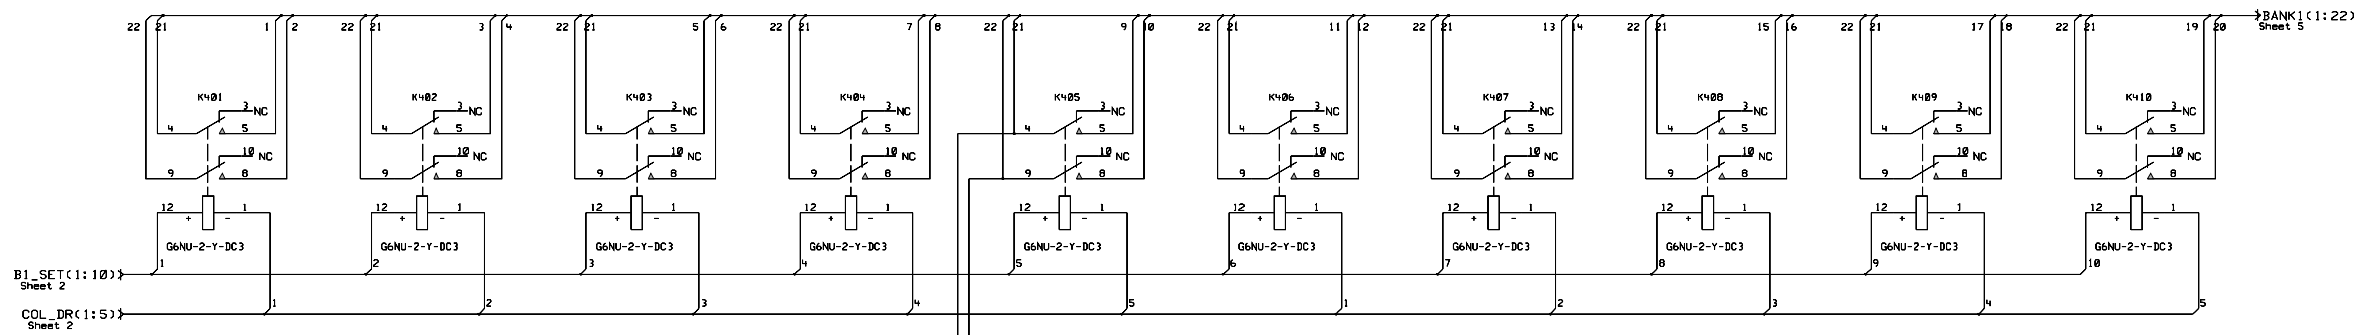 22 21 1 2 22 21 3 4 22 21 5 6 22 21 7 8 22 21 9 10 22 21 11 12 22 21 13 14 22 21 15 16 22 21 17 18 22 21 19 20 BANK1(1:22)
Sheet 5
K401 K402 K403 K404 K405 K406 K407 K408 K409 K410
3 NC 3 NC 3 NC 3 NC 3 NC 3 NC 3 NC 3 NC 3 NC 3 NC
4 5 4 5 4 5 4 5 4 5 4 5 4 5 4 5 4 5 4 5
10 NC 10 NC 10 NC 10 NC 10 NC 10 NC 10 NC 10 NC 10 NC 10 NC
9 8 9 8 9 8 9 8 9 8 9 8 9 8 9 8 9 8 9 8
12 1 12 1 12 1 12 1 12 1 12 1 12 1 12 1 12 1 12 1
+ - + - + - + - + - + - + - + - + - + -
G6NU-2-Y-DC3 G6NU-2-Y-DC3 G6NU-2-Y-DC3 G6NU-2-Y-DC3 G6NU-2-Y-DC3 G6NU-2-Y-DC3 G6NU-2-Y-DC3 G6NU-2-Y-DC3 G6NU-2-Y-DC3 G6NU-2-Y-DC3
1 2 3 4 5 6 7 8 9 10
B1_SET(1:10)
Sheet 2
1 2 3 4 5 1 2 3 4 5
COL_DR(1:5)
Sheet 2